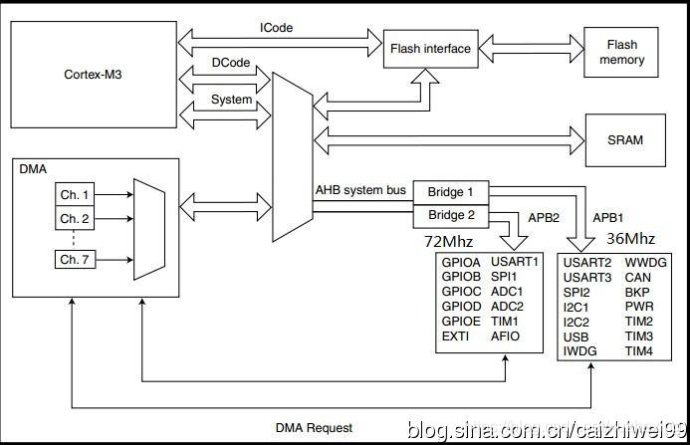 ICode
Cortex-M3
Flash interface
Flash
memory
DCode
System
SRAM
DMA
Ch. 1
Ch. 2
Ch. 7
AHB system bus
Bridge 1
Bridge 2
APB2
APB1
72Mhz
36Mhz
GPIOA USART1
GPIOB SPI1
GPIOC ADC1
GPIOD ADC2
GPIOE TIM1
EXTI AFIO
USART2 WWDG
USART3 CAN
SPI2 BKP
I2C1 PWR
I2C2 TIM2
USB TIM3
IWDG TIM4
DMA Request
blog.sina.com.cn/caizhiwei99